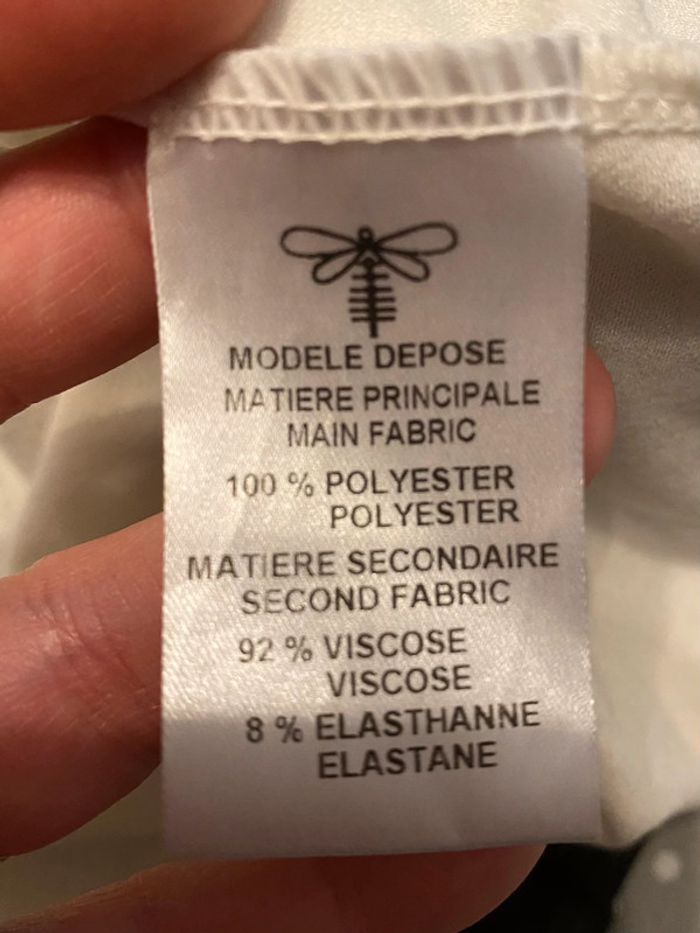 MODELE DEPOSE
MATIERE PRINCIPALE
MAIN FABRIC
100 % POLYESTER
POLYESTER
MATIERE SECONDAIRE
SECOND FABRIC
92 % VISCOSE
VISCOSE
8 % ELASTHANNE
ELASTANE